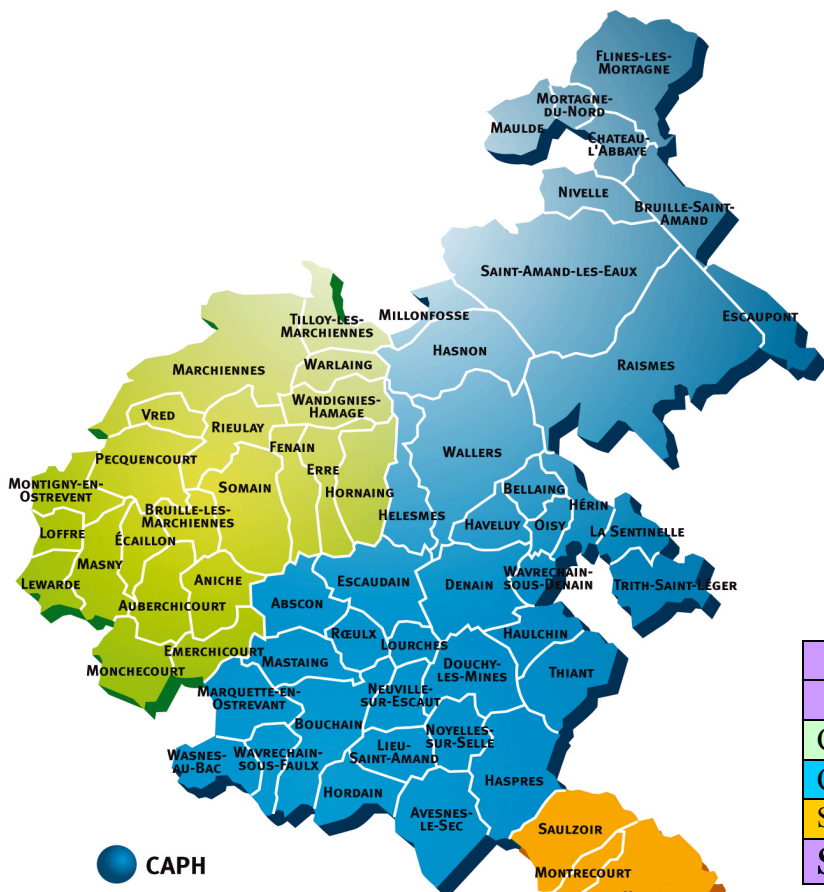 FLINES-LES-
MORTAGNE
MORTAGNE-
DU-NORD
MAULDE
CHATEAU-
L'ABBAYE
NIVELLE
BRUILLE-SAINT-
AMAND
SAINT-AMAND-LES-EAUX
ESCAUPONT
MILLONFOSSE
TILLOY-LES-
MARCHIENNES
HASNON
RAISMES
MARCHIENNES
WARLAING
WANDIGNIES-
HAMAGE
VRED
RIEULAY
FENAIN
WALLERS
PECQUENCOURT
ERRE
MONTIGNY-EN-
OSTREVENT
SOMAIN
HORNAING
BELLAING
HÉRIN
BRUILLE-LES-
MARCHIENNES
HELESMES
HAVELUY
OISY
LA SENTINELLE
LOFFRE
ÉCAILLON
MASNY
LEWARDE
ANICHE
ESCAUDAIN
DENAIN
WAVRECHAIN-
SOUS-DENAIN
TRITH-SAINT-LÉGER
AUBERCHICOURT
ABSCON
RŒULX
LOURCHES
HAULCHIN
EMERCHICOURT
MONCHECOURT
MASTAING
DOUCHY-
LES-MINES
THIANT
MARQUETTE-EN-
OSTREVANT
NEUVILLE-
SUR-ESCAUT
BOUCHAIN
NOYELLES-
SUR-SELLE
WASNES-
AU-BAC
WAVRECHAIN-
SOUS-FAULX
LIEU-
SAINT-AMAND
HASPRES
HORDAIN
AVESNES-
LE-SEC
SAULZOIR
MONTRECOURT
CAPH
S
S